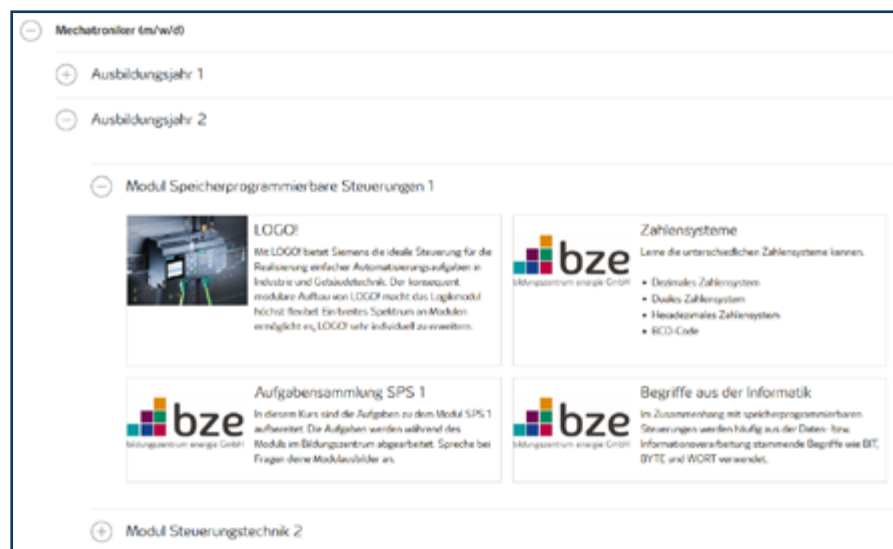 Mechatroniker (m/w/d)
Ausbildungsjahr 1
Ausbildungsjahr 2
Modul Speicherprogrammierbare Steuerungen 1
LOGO!
Mit LOGO! bietet Siemens die ideale Steuerung für die
Realisierung einfacher Automatisierungsaufgaben in
Industrie und Gebäudetechnik. Der konsequent
modulare Aufbau von LOGO! macht das Logikmodul
höchst flexibel. Ein breites Spektrum an Modulen
ermöglicht es, LOGO! sehr individuell zu erweitern.
bze
bildungszentrum energie GmbH
Zahlensysteme
Lerne die unterschiedlichen Zahlensysteme kennen.
• Dezimales Zahlensystem
• Duales Zahlensystem
• Hexadezimales Zahlensystem
• BCD-Code
bze
bildungszentrum energie GmbH
Aufgabensammlung SPS 1
In diesem Kurs sind die Aufgaben zu dem Modul SPS 1
aufbereitet. Die Aufgaben werden während des
Moduls im Bildungszentrum abgearbeitet. Spreche bei
Fragen deine Modulausbilder an.
bze
bildungszentrum energie GmbH
Begriffe aus der Informatik
Im Zusammenhang mit speicherprogrammierbaren
Steuerungen werden häufig aus der Daten- bzw.
Informationsverarbeitung stammende Begriffe wie BIT,
BYTE und WORT verwendet.
Modul Steuerungstechnik 2